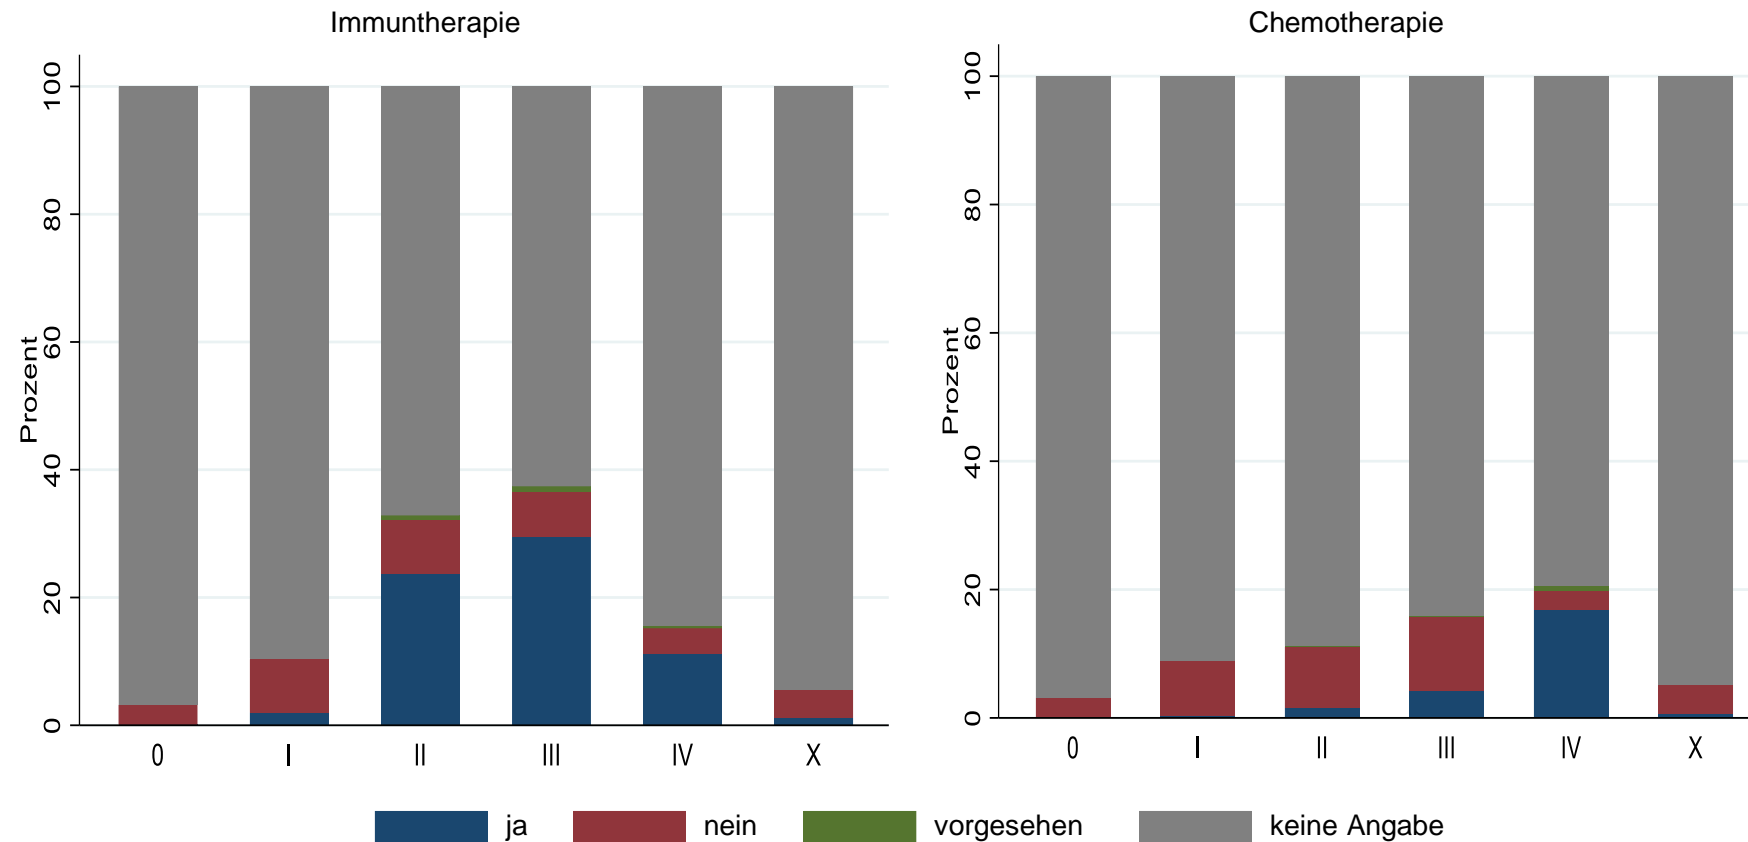 Immuntherapie
Prozent
100
80
60
40
20
0
0 I II III IV X
Chemotherapie
Prozent
100
80
60
40
20
0
0 I II III IV X
ja nein vorgesehen keine Angabe